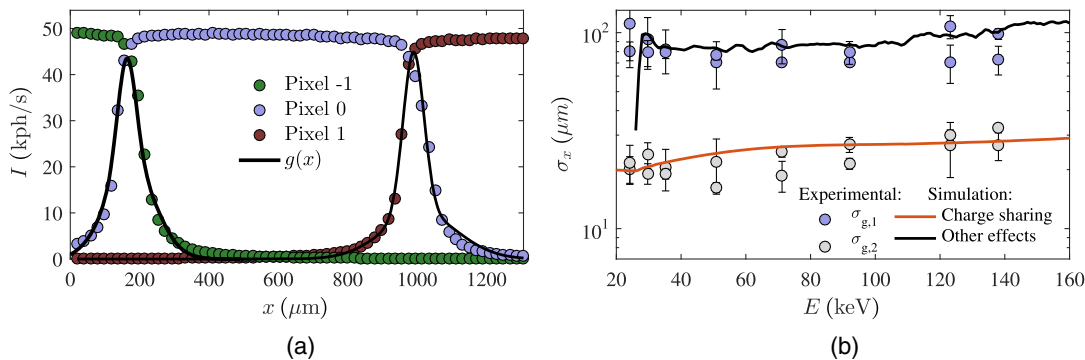 50
40
30
20
10
0
I (kph/s)
Pixel -1
Pixel 0
Pixel 1
g(x)
0 200 400 600 800 1000 1200
x (μm)
(a)
10²
10¹
σx (μm)
Experimental: Simulation:
σg,1 Charge sharing
σg,2 Other effects
20 40 60 80 100 120 140 160
E (keV)
(b)